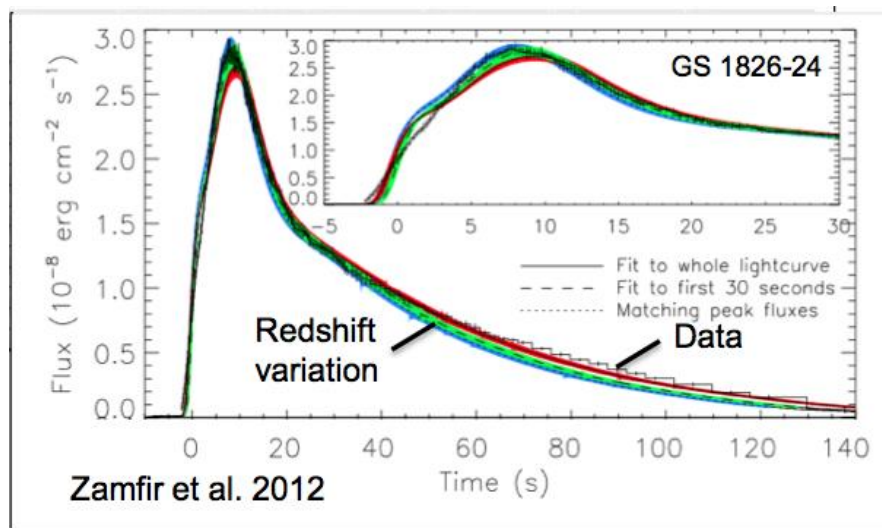 3.0
2.5
2.0
1.5
1.0
0.5
0.0
Flux (10⁻⁸ erg cm⁻² s⁻¹)
3.0
2.5
2.0
1.5
1.0
0.5
0.0
GS 1826-24
-5 0 5 10 15 20 25 30
Fit to whole lightcurve
Fit to first 30 seconds
Matching peak fluxes
Redshift
variation
Data
0 20 40 60 80 100 120 140
Time (s)
Zamfir et al. 2012